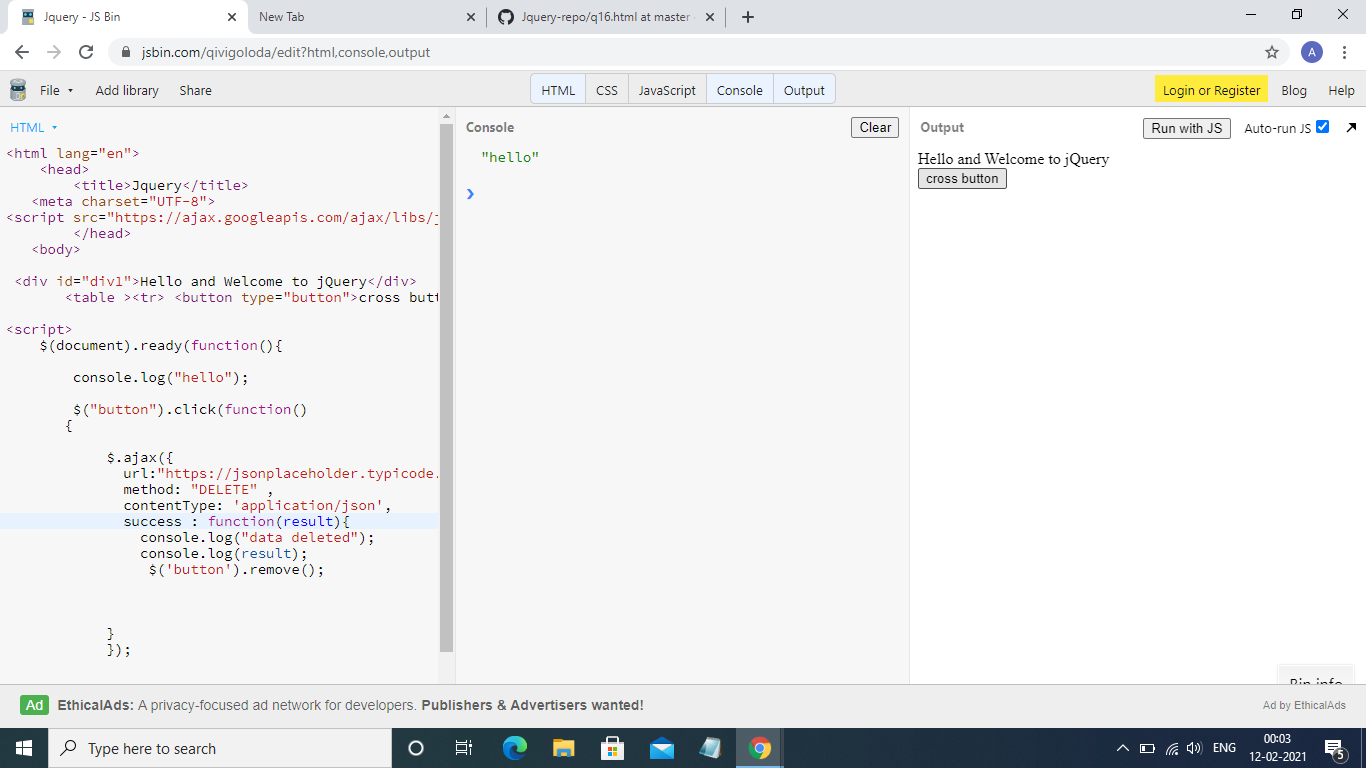 Jquery - JS Bin
New Tab
Jquery-repo/q16.html at master
jsbin.com/qivigoloda/edit?html,console,output
A
File
Add library
Share
HTML
CSS
JavaScript
Console
Output
Login or Register
Blog
Help
HTML
<html lang="en">
<head>
<title>Jquery</title>
<meta charset="UTF-8">
<script src="https://ajax.googleapis.com/ajax/libs/j
</head>
<body>
<div id="div1">Hello and Welcome to jQuery</div>
<table ><tr> <button type="button">cross butt
<script>
$(document).ready(function(){
console.log("hello");
$("button").click(function()
{
$.ajax({
url:"https://jsonplaceholder.typicode.
method: "DELETE" ,
contentType: 'application/json',
success : function(result){
console.log("data deleted");
console.log(result);
$('button').remove();
}
});
Console
Clear
"hello"
Output
Run with JS
Auto-run JS
Hello and Welcome to jQuery
cross button
Bin info
Ad
EthicalAds: A privacy-focused ad network for developers. Publishers & Advertisers wanted!
Ad by EthicalAds
Type here to search
ENG
00:03
12-02-2021
5